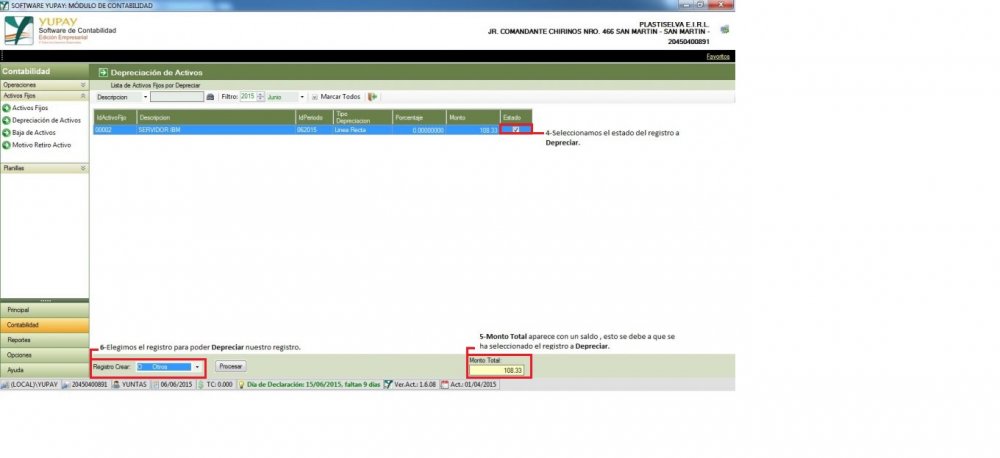 SOFTWARE YUPAY: MÓDULO DE CONTABILIDAD
YUPAY
Software de Contabilidad
Edición Empresarial
PLASTISELVA E.I.R.L.
JR. COMANDANTE CHIRINOS NRO. 466 SAN MARTIN - SAN MARTIN -
20450400891
Favoritos
Contabilidad
Depreciación de Activos
Operaciones
Lista de Activos Fijos por Depreciar
Activos Fijos
Descripcion
Filtro: 2015 Junio
Marcar Todos
Activos Fijos
Depreciación de Activos
Baja de Activos
Motivo Retiro Activo
IdActivoFijo Descripcion IdPeriodo Tipo Depreciacion Porcentaje Monto Estado
00002 SERVIDOR IBM 062015 Linea Recta 0.00000000 108.33
4-Seleccionamos el estado del registro a
Depreciar.
Planillas
Principal
Contabilidad
Reportes
Opciones
Ayuda
6-Elegimos el registro para poder Depreciar nuestro registro.
5-Monto Total aparece con un saldo , esto se debe a que se
ha seleccionado el registro a Depreciar.
Registro Crear: Otros
Procesar
Monto Total:
108.33
(LOCAL)\YUPAY 20450400891 YUNTAS 06/06/2015 TC: 0.000 Día de Declaración: 15/06/2015, faltan 9 días Ver.Act.: 1.6.08 Act.: 01/04/2015